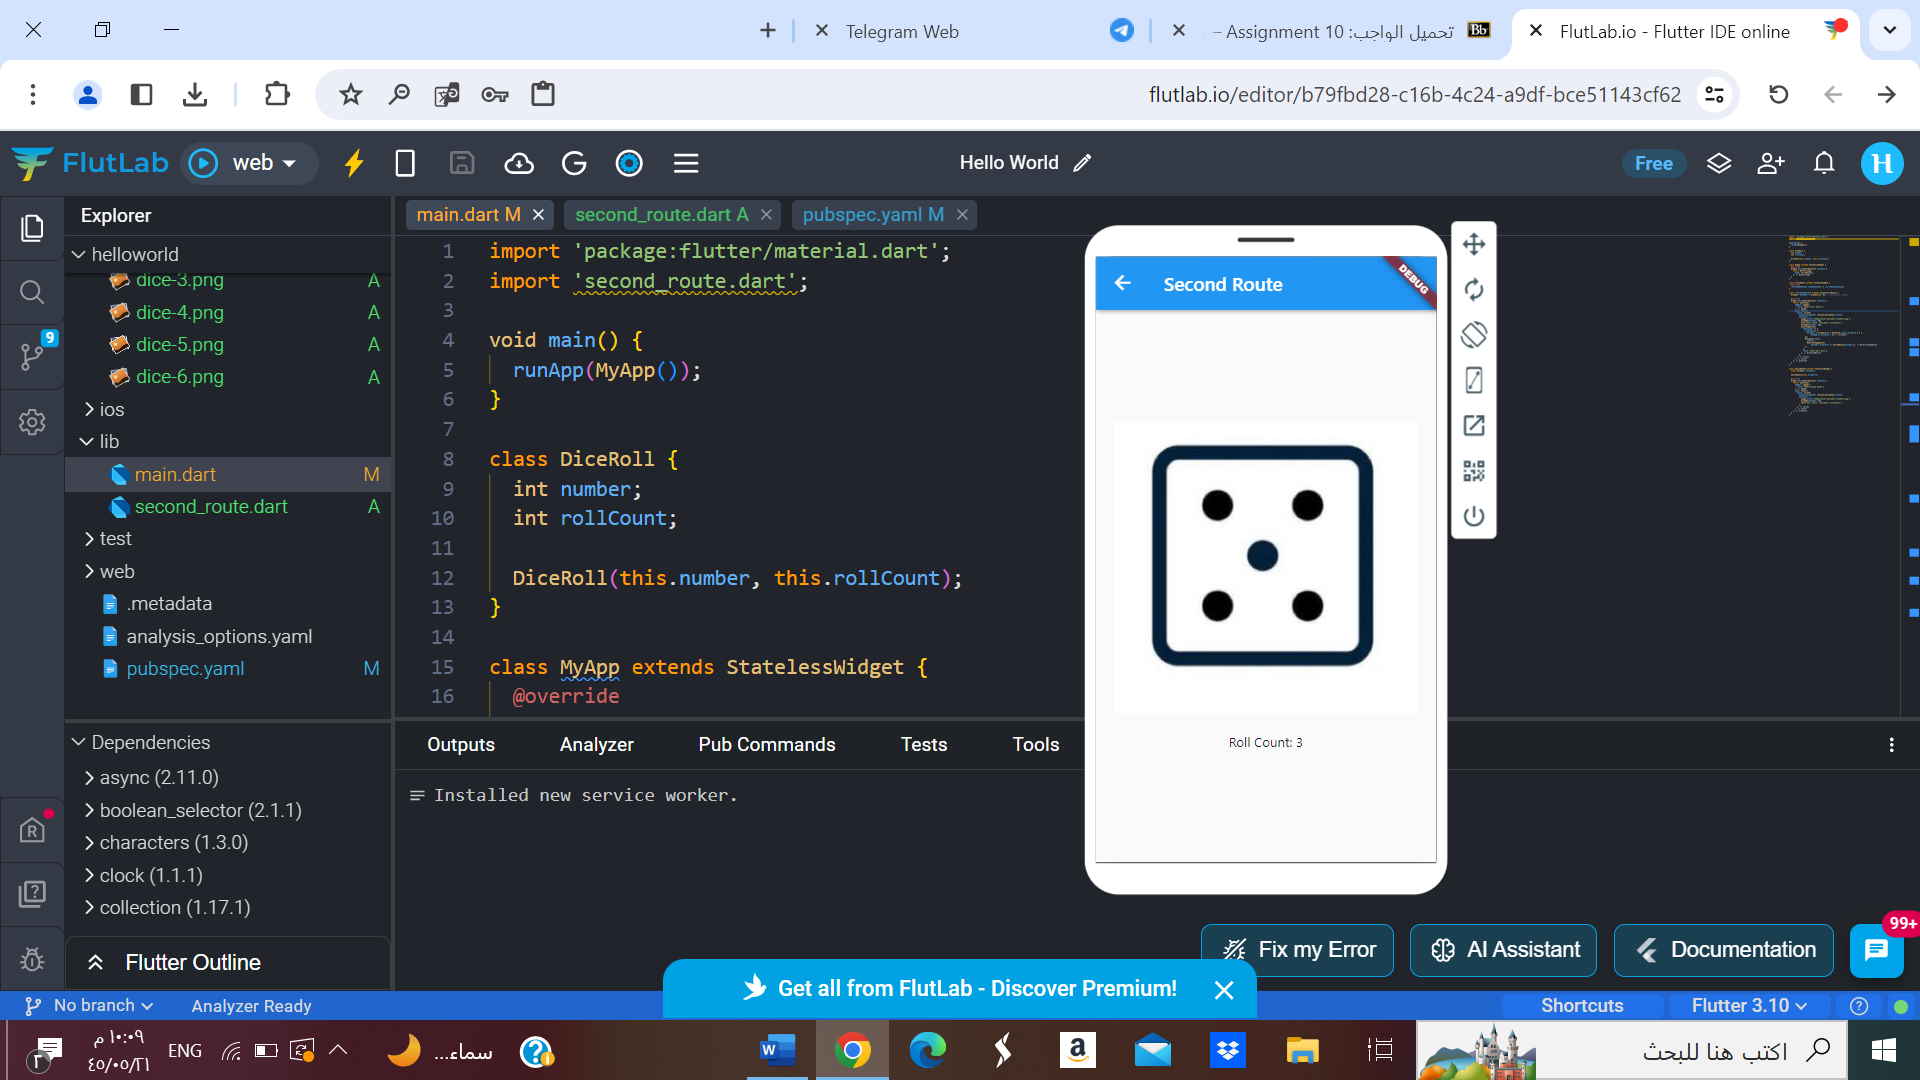 Telegram Web
تحميل الواجب: Assignment 10 –
Bb
FlutLab.io - Flutter IDE online
flutlab.io/editor/b79fbd28-c16b-4c24-a9df-bce51143cf62
FlutLab
web
Hello World
Free
H
Explorer
helloworld
dice-3.png A
dice-4.png A
dice-5.png A
dice-6.png A
ios
lib
main.dart M
second_route.dart A
test
web
.metadata
analysis_options.yaml
pubspec.yaml M
9
Dependencies
async (2.11.0)
boolean_selector (2.1.1)
characters (1.3.0)
clock (1.1.1)
collection (1.17.1)
Flutter Outline
main.dart M
second_route.dart A
pubspec.yaml M
1 import 'package:flutter/material.dart';
2 import 'second_route.dart';
3
4 void main() {
5 runApp(MyApp());
6 }
7
8 class DiceRoll {
9 int number;
10 int rollCount;
11
12 DiceRoll(this.number, this.rollCount);
13 }
14
15 class MyApp extends StatelessWidget {
16 @override
Second Route
DEBUG
Roll Count: 3
Outputs Analyzer Pub Commands Tests Tools
Installed new service worker.
Fix my Error
AI Assistant
Documentation
99+
Get all from FlutLab - Discover Premium!
No branch
Analyzer Ready
Shortcuts
Flutter 3.10
١٠:٠٩ م
٤٥/٠٥/٢١
٣
ENG
سماء...
اكتب هنا للبحث